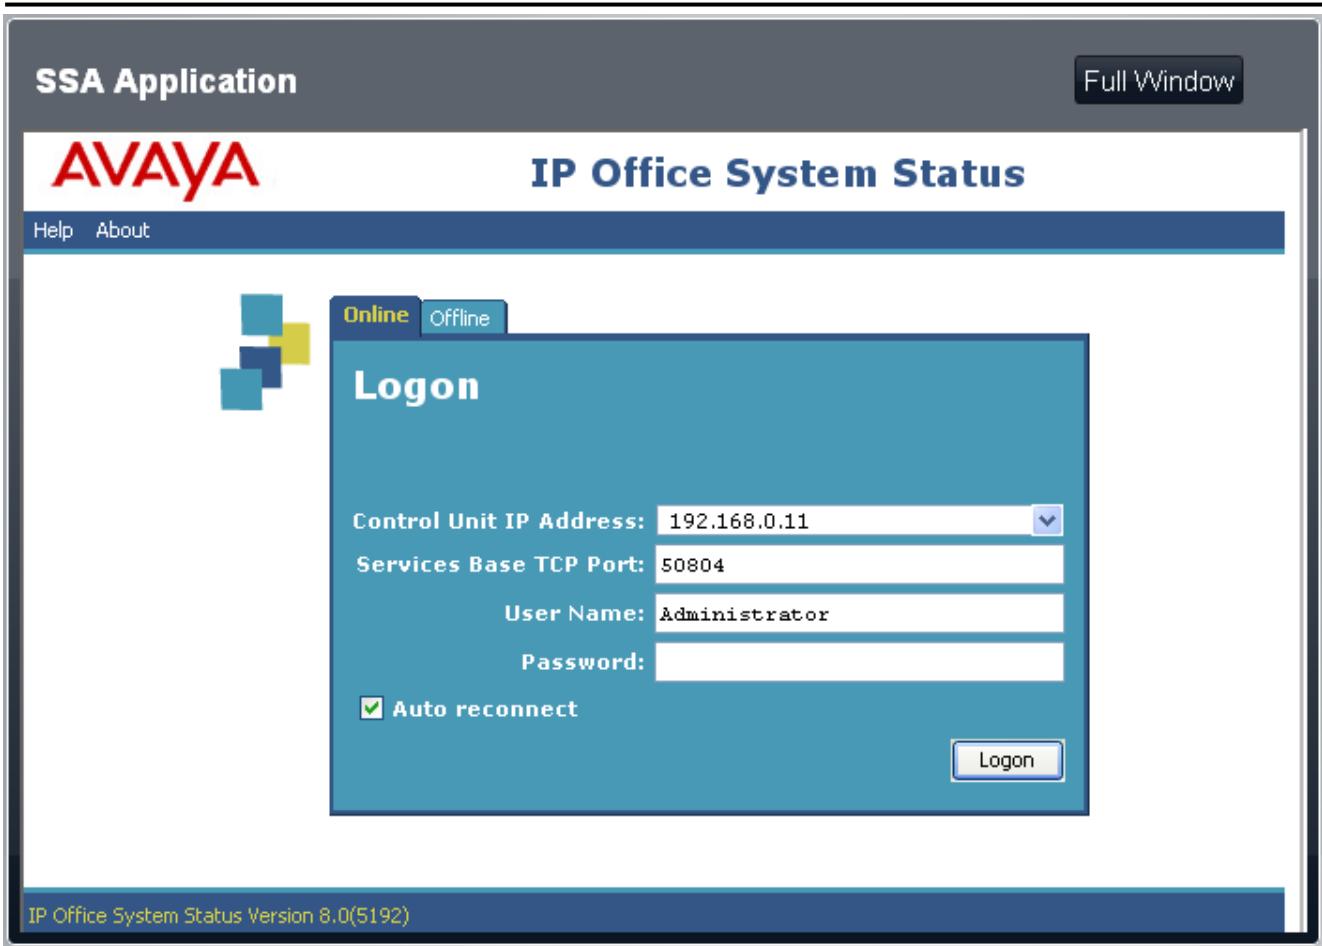 SSA Application
Full Window
AVAYA
IP Office System Status
Help About
Online Offline
Logon
Control Unit IP Address: 192.168.0.11
Services Base TCP Port: 50804
User Name: Administrator
Password:
Auto reconnect
Logon
IP Office System Status Version 8.0(5192)